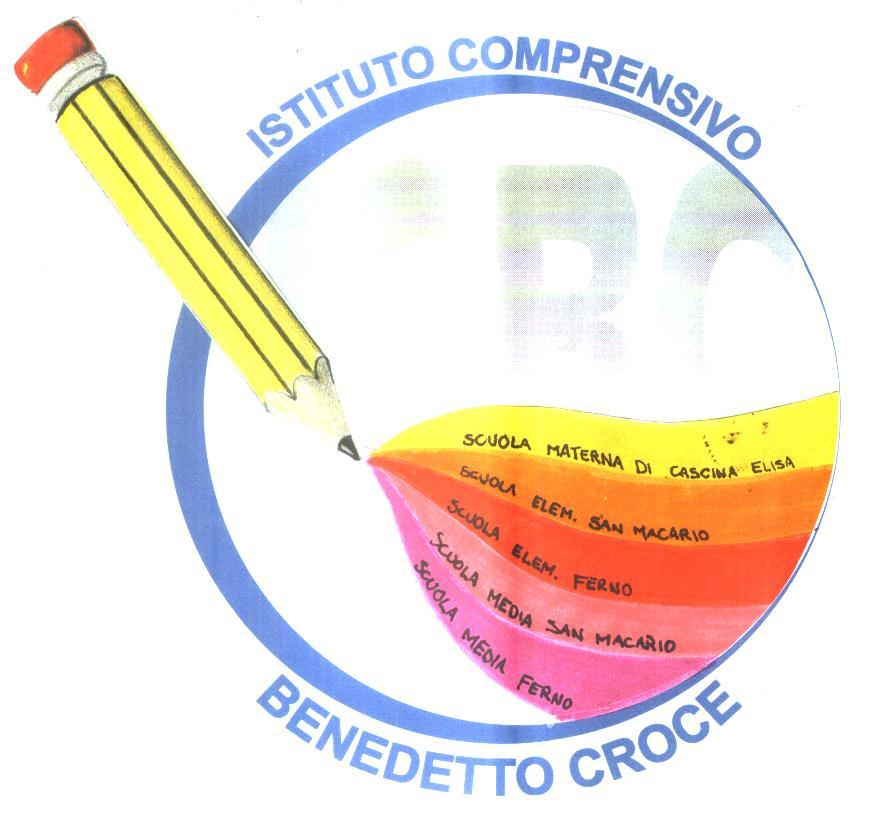 ISTITUTO COMPRENSIVO
SCUOLA MATERNA DI CASCINA ELISA
SCUOLA ELEM. SAN MACARIO
SCUOLA ELEM. FERNO
SCUOLA MEDIA SAN MACARIO
SCUOLA MEDIA FERNO
BENEDETTO CROCE